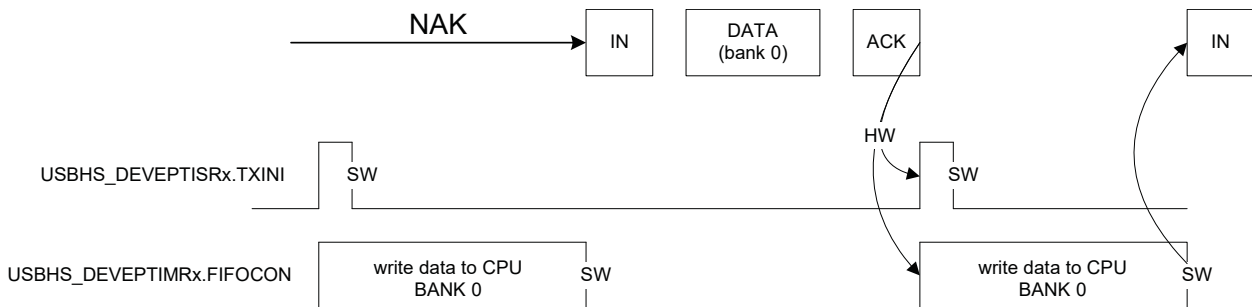 NAK
IN
DATA
(bank 0)
ACK
IN
HW
USBHS_DEVEPTISRx.TXINI
SW
SW
USBHS_DEVEPTIMRx.FIFOCON
write data to CPU
BANK 0
SW
write data to CPU
BANK 0
SW